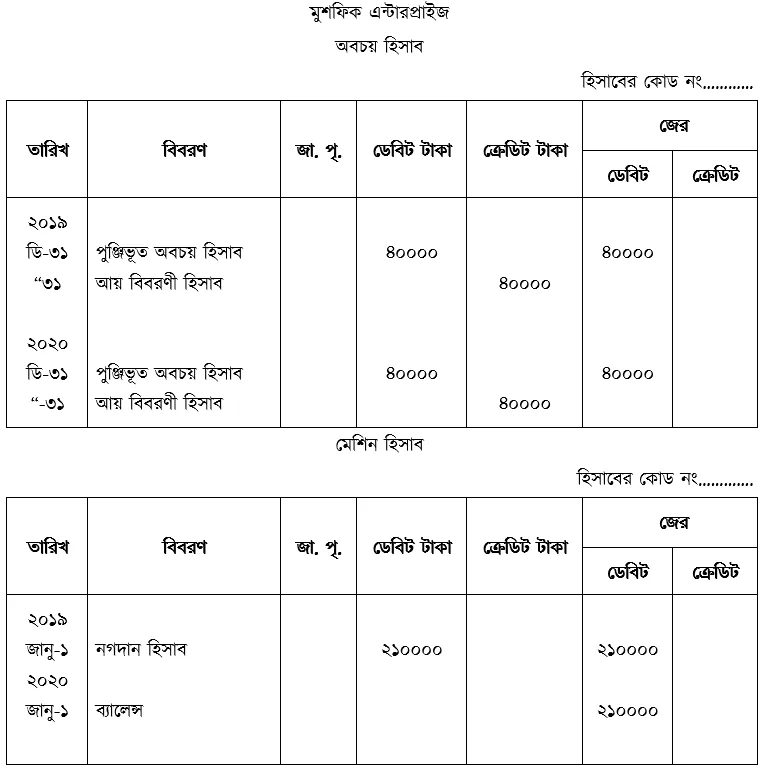 মুশফিক এন্টারপ্রাইজ
অবচয় হিসাব
হিসাবের কোড নং............
তারিখ বিবরণ জা. পৃ. ডেবিট টাকা ক্রেডিট টাকা জের
ডেবিট ক্রেডিট
২০১৯
ডি-৩১ পুঞ্জিভূত অবচয় হিসাব ৪০০০০ ৪০০০০
“৩১ আয় বিবরণী হিসাব ৪০০০০
২০২০
ডি-৩১ পুঞ্জিভূত অবচয় হিসাব ৪০০০০ ৪০০০০
“-৩১ আয় বিবরণী হিসাব ৪০০০০
মেশিন হিসাব
হিসাবের কোড নং.............
তারিখ বিবরণ জা. পৃ. ডেবিট টাকা ক্রেডিট টাকা জের
ডেবিট ক্রেডিট
২০১৯
জানু-১ নগদান হিসাব ২১০০০০ ২১০০০০
২০২০
জানু-১ ব্যালেন্স ২১০০০০